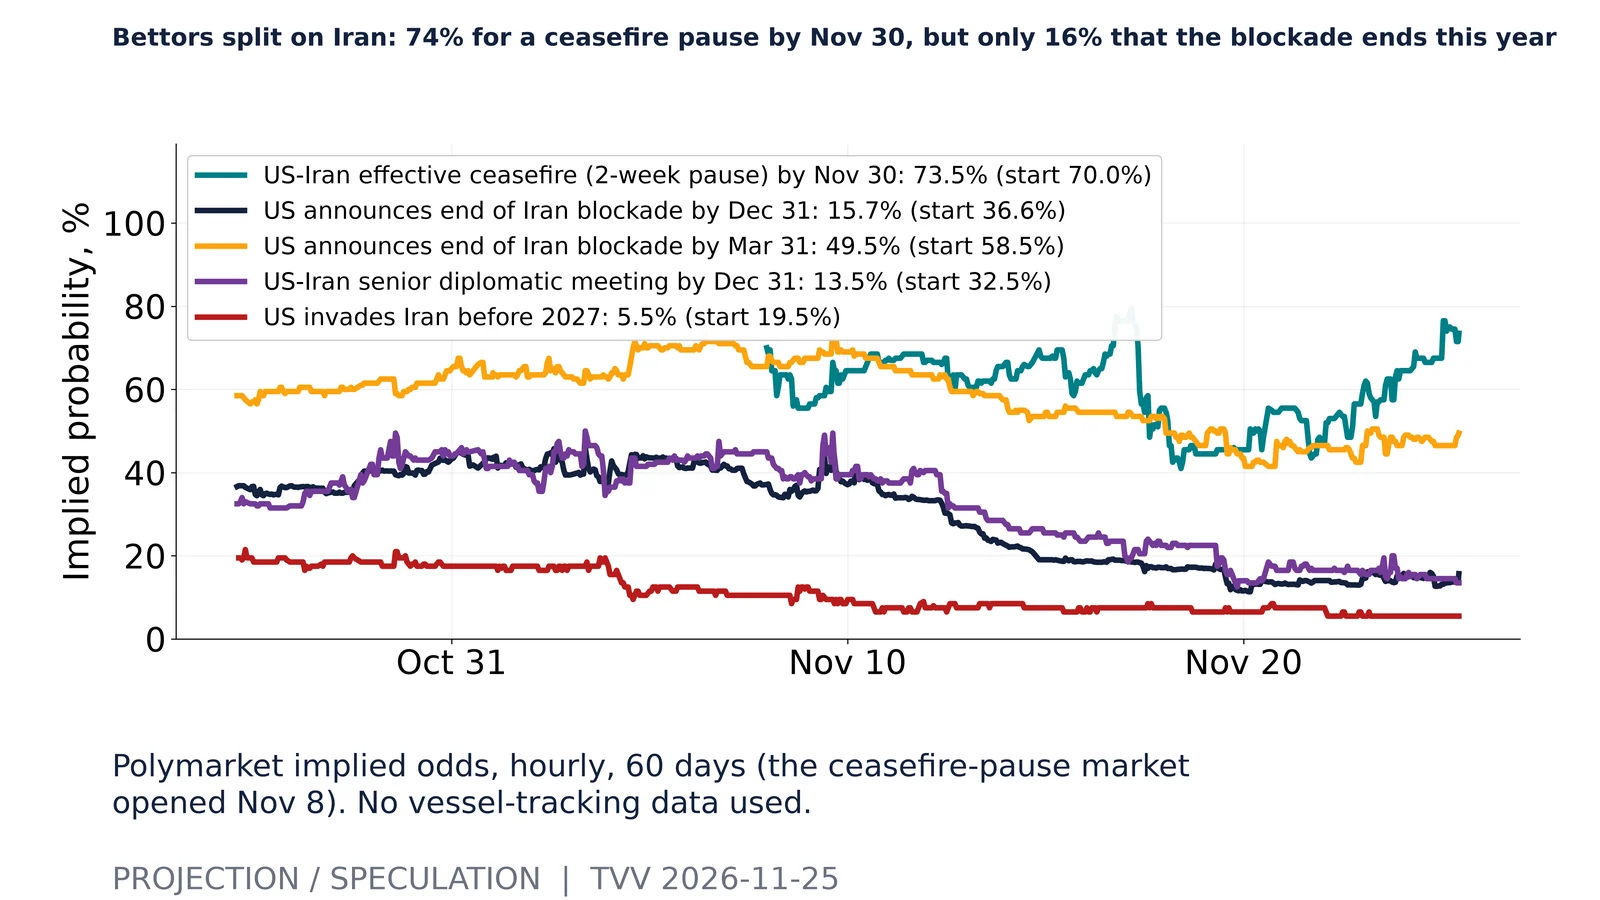 Bettors split on Iran: 74% for a ceasefire pause by Nov 30, but only 16% that the blockade ends this year
US-Iran effective ceasefire (2-week pause) by Nov 30: 73.5% (start 70.0%)
US announces end of Iran blockade by Dec 31: 15.7% (start 36.6%)
US announces end of Iran blockade by Mar 31: 49.5% (start 58.5%)
US-Iran senior diplomatic meeting by Dec 31: 13.5% (start 32.5%)
US invades Iran before 2027: 5.5% (start 19.5%)
Implied probability, %
100
80
60
40
20
0
Oct 31
Nov 10
Nov 20
Polymarket implied odds, hourly, 60 days (the ceasefire-pause market
opened Nov 8). No vessel-tracking data used.
PROJECTION / SPECULATION | TVV 2026-11-25